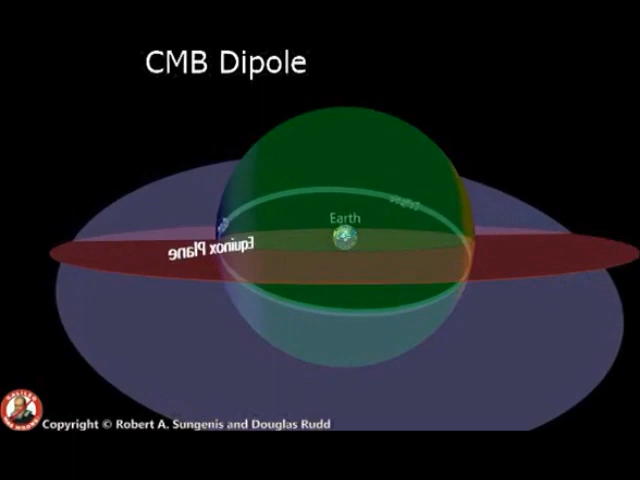 CMB Dipole
Earth
Equinox Plane
Copyright © Robert A. Sungenis and Douglas Rudd